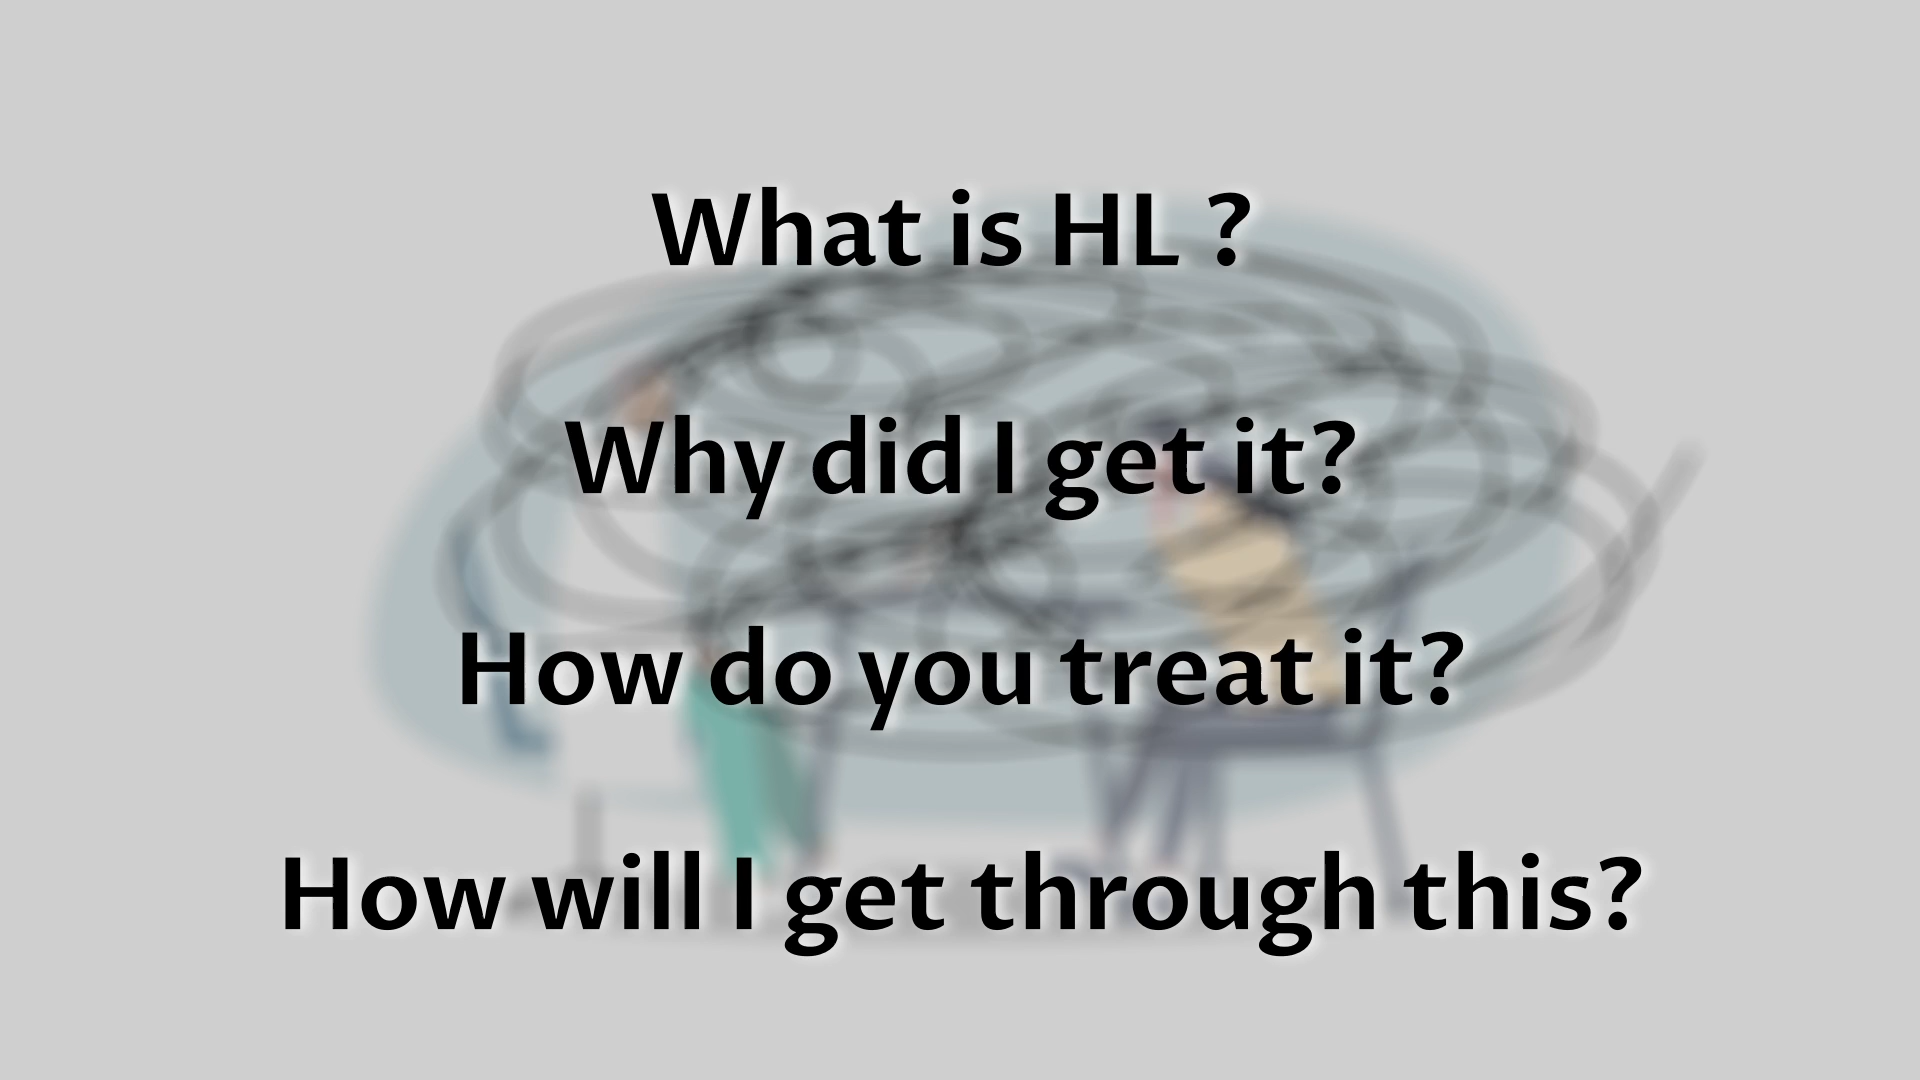 What is HL ?
Why did I get it?
How do you treat it?
How will I get through this?